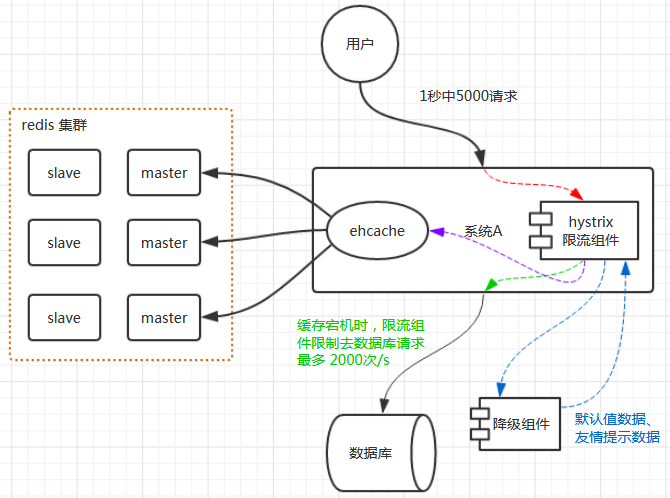 用户
1秒中5000请求
redis 集群
slave
master
slave
master
slave
master
ehcache
系统A
hystrix
限流组件
缓存宕机时，限流组
件限制去数据库请求
最多 2000次/s
数据库
降级组件
默认值数据、
友情提示数据